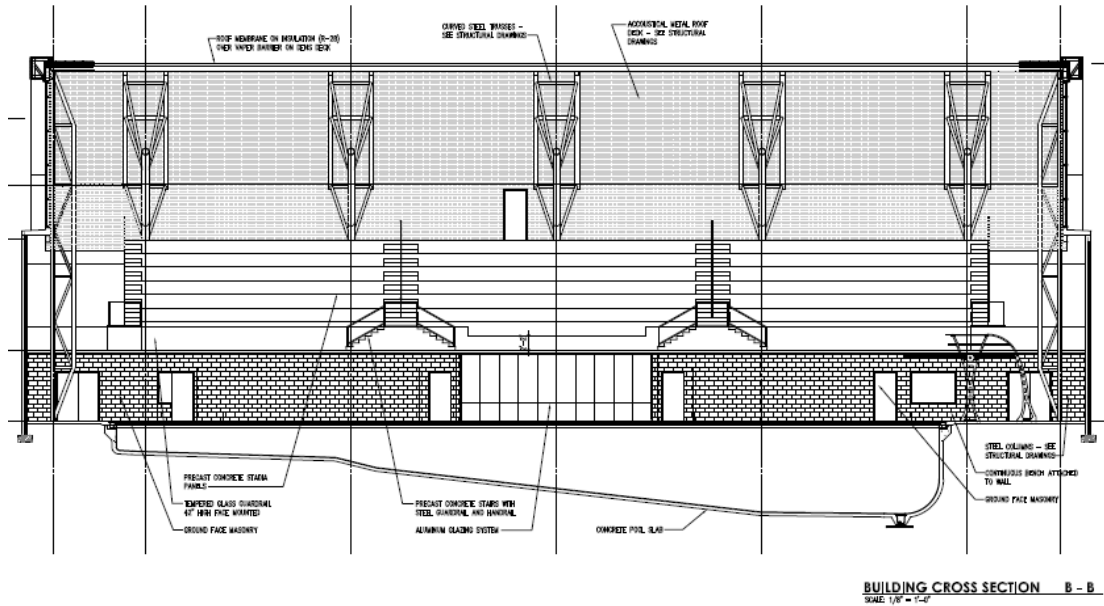 ROOF MEMBRANE ON INSULATION (R-28)
OVER VAPER BARRIER ON DENS DECK
CURVED STEEL TRUSSES -
SEE STRUCTURAL DRAWINGS
ACCOUSTICAL METAL ROOF
DECK - SEE STRUCTURAL
DRAWINGS
PRECAST CONCRETE STADIA
PANELS
TEMPERED GLASS GUARDRAIL
42" HIGH FACE MOUNTED
GROUND FACE MASONRY
PRECAST CONCRETE STAIRS WITH
STEEL GUARDRAIL AND HANDRAIL
ALUMINUM GLAZING SYSTEM
CONCRETE POOL SLAB
STEEL COLUMNS - SEE
STRUCTURAL DRAWINGS
CONTINUOUS BENCH ATTACHED
TO WALL
GROUND FACE MASONRY
BUILDING CROSS SECTION B - B
SCALE: 1/8" = 1'-0"